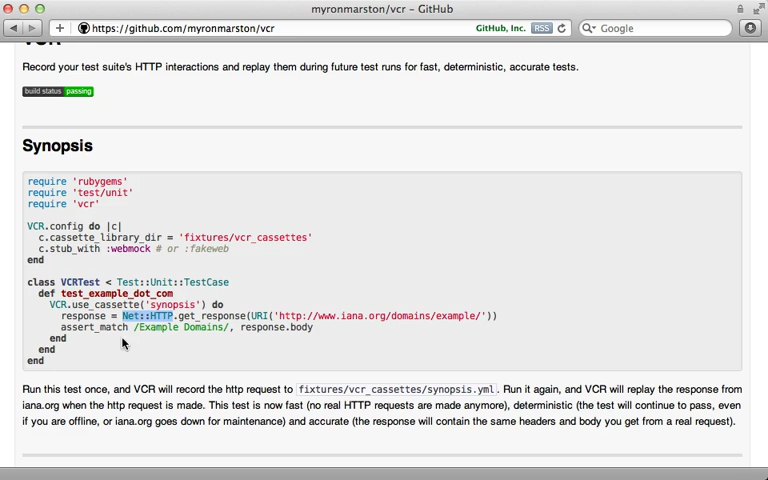 myronmarston/vcr - GitHub
https://github.com/myronmarston/vcr
GitHub, Inc.
RSS
Google
VCR
Record your test suite's HTTP interactions and replay them during future test runs for fast, deterministic, accurate tests.
build status passing
Synopsis
require 'rubygems'
require 'test/unit'
require 'vcr'
VCR.config do |c|
c.cassette_library_dir = 'fixtures/vcr_cassettes'
c.stub_with :webmock # or :fakeweb
end
class VCRTest < Test::Unit::TestCase
def test_example_dot_com
VCR.use_cassette('synopsis') do
response = Net::HTTP.get_response(URI('http://www.iana.org/domains/example/'))
assert_match /Example Domains/, response.body
end
end
end
Run this test once, and VCR will record the http request to fixtures/vcr_cassettes/synopsis.yml. Run it again, and VCR will replay the response from
iana.org when the http request is made. This test is now fast (no real HTTP requests are made anymore), deterministic (the test will continue to pass, even
if you are offline, or iana.org goes down for maintenance) and accurate (the response will contain the same headers and body you get from a real request).